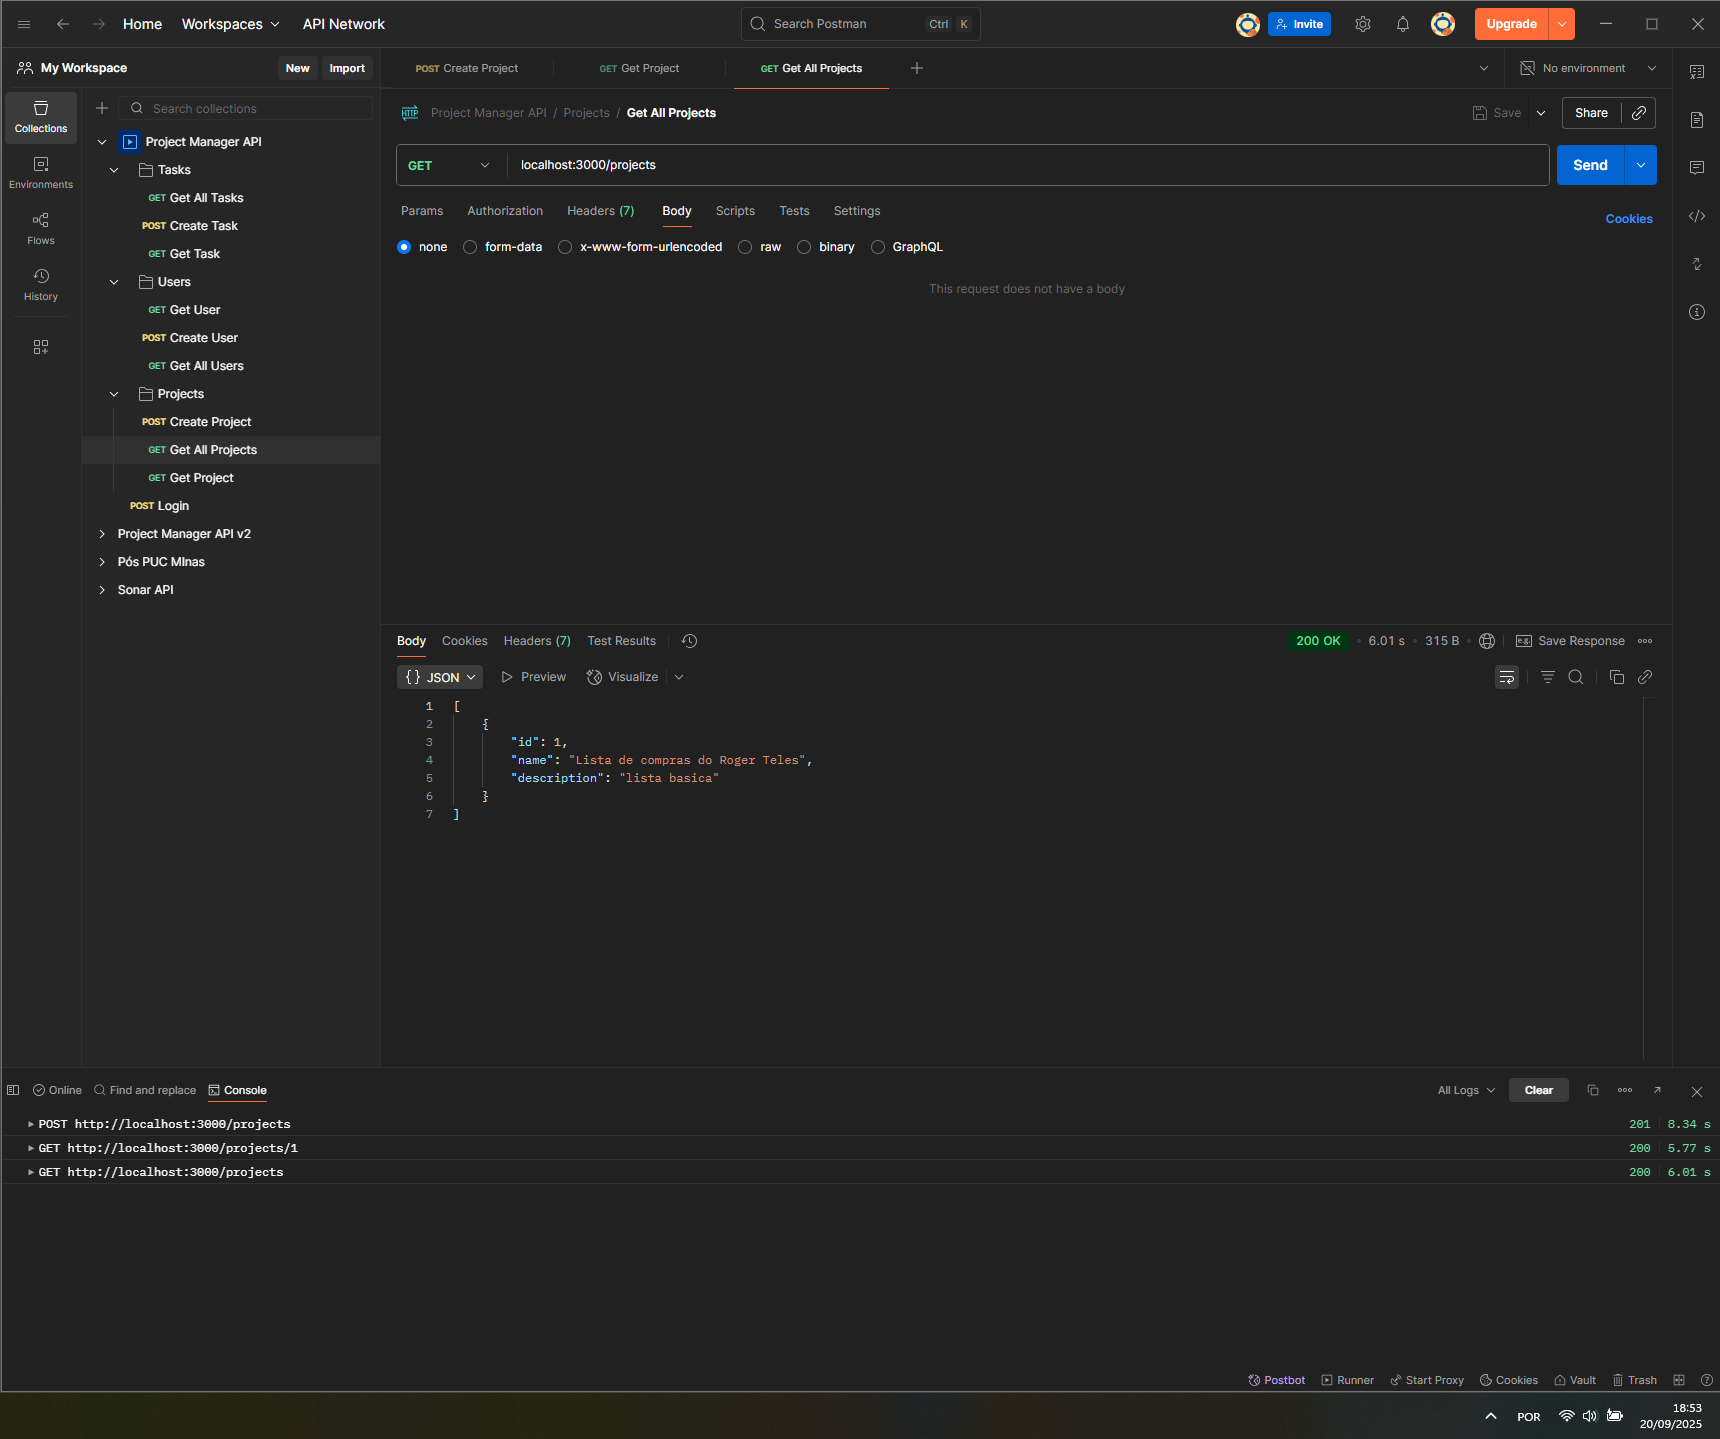 Home Workspaces API Network Search Postman Ctrl K Invite Upgrade
My Workspace New Import POST Create Project GET Get Project GET Get All Projects No environment
Collections
Environments
Flows
History
Search collections
Project Manager API
Tasks
GET Get All Tasks
POST Create Task
GET Get Task
Users
GET Get User
POST Create User
GET Get All Users
Projects
POST Create Project
GET Get All Projects
GET Get Project
POST Login
Project Manager API v2
Pós PUC MInas
Sonar API
HTTP Project Manager API / Projects / Get All Projects Save Share
GET localhost:3000/projects Send
Params Authorization Headers (7) Body Scripts Tests Settings Cookies
none form-data x-www-form-urlencoded raw binary GraphQL
This request does not have a body
Body Cookies Headers (7) Test Results 200 OK • 6.01 s • 315 B • e.g. Save Response
{} JSON Preview Visualize
1 [
2 {
3 "id": 1,
4 "name": "Lista de compras do Roger Teles",
5 "description": "lista basica"
6 }
7 ]
Online Find and replace Console All Logs Clear
POST http://localhost:3000/projects 201 8.34 s
GET http://localhost:3000/projects/1 200 5.77 s
GET http://localhost:3000/projects 200 6.01 s
Postbot Runner Start Proxy Cookies Vault Trash
POR 18:53
20/09/2025